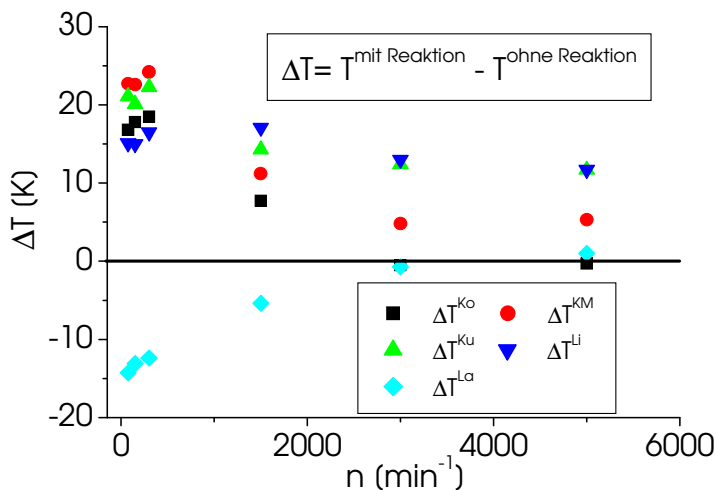 30
20
10
0
-10
-20
ΔT (K)
ΔT= T^mit Reaktion - T^ohne Reaktion
ΔT^Ko ΔT^KM
ΔT^Ku ΔT^Li
ΔT^La
0 2000 4000 6000
n (min^-1)